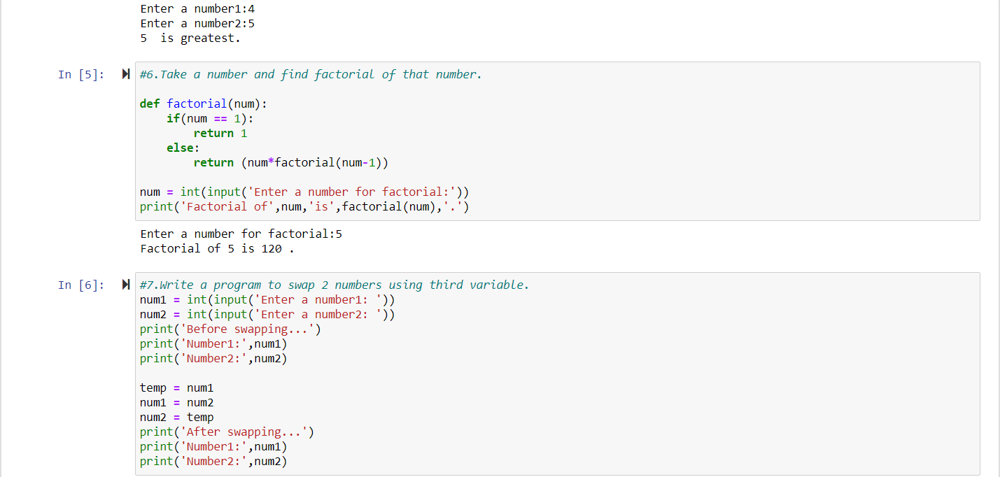 Enter a number1:4
Enter a number2:5
5  is greatest.
In [5]:
#6.Take a number and find factorial of that number.
def factorial(num):
    if(num == 1):
        return 1
    else:
        return (num*factorial(num-1))
num = int(input('Enter a number for factorial:'))
print('Factorial of',num,'is',factorial(num),'.')
Enter a number for factorial:5
Factorial of 5 is 120 .
In [6]:
#7.Write a program to swap 2 numbers using third variable.
num1 = int(input('Enter a number1: '))
num2 = int(input('Enter a number2: '))
print('Before swapping...')
print('Number1:',num1)
print('Number2:',num2)
temp = num1
num1 = num2
num2 = temp
print('After swapping...')
print('Number1:',num1)
print('Number2:',num2)